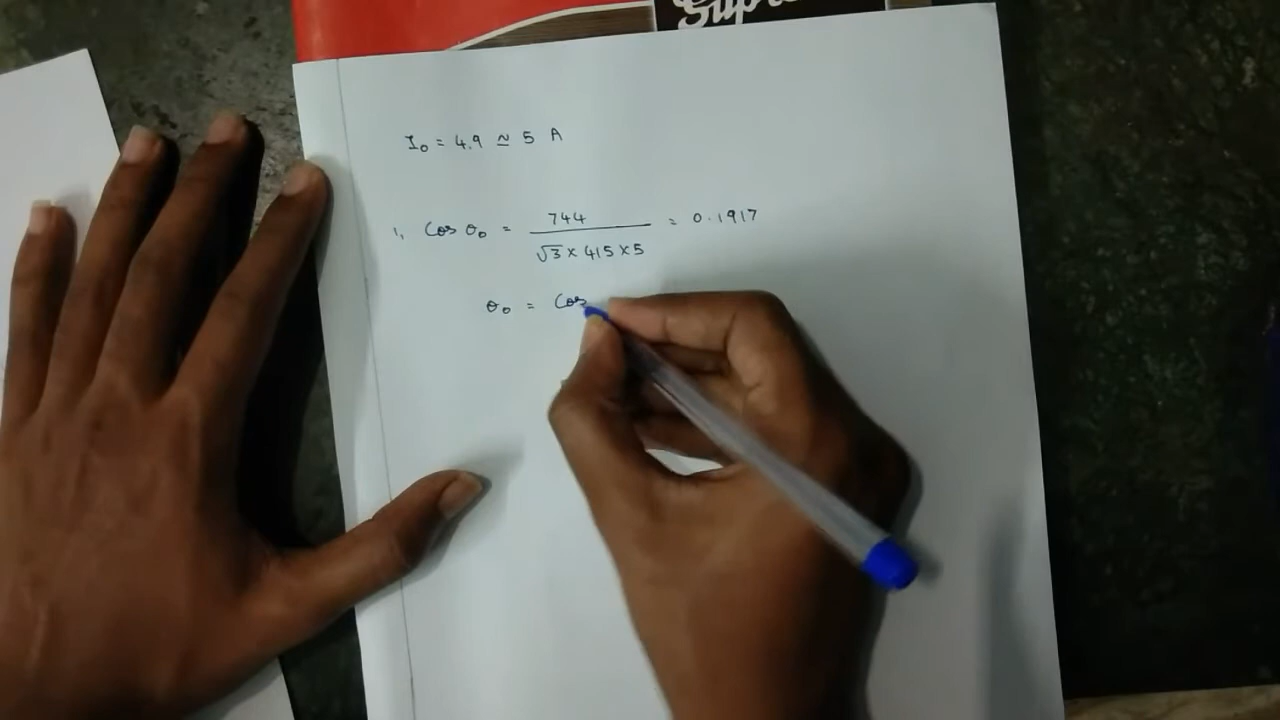 I₀ = 4.9 ≃ 5 A
1. Cos θ₀ = 744 / √3 × 415 × 5 = 0.1917
θ₀ = Cos